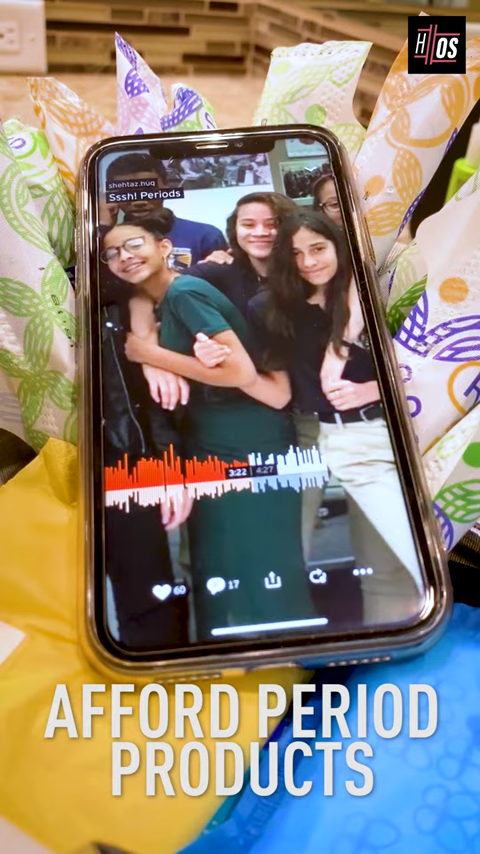 H OS
shehtaz.huq
Sssh! Periods
3:22 4:27
60 17
AFFORD PERIOD
PRODUCTS